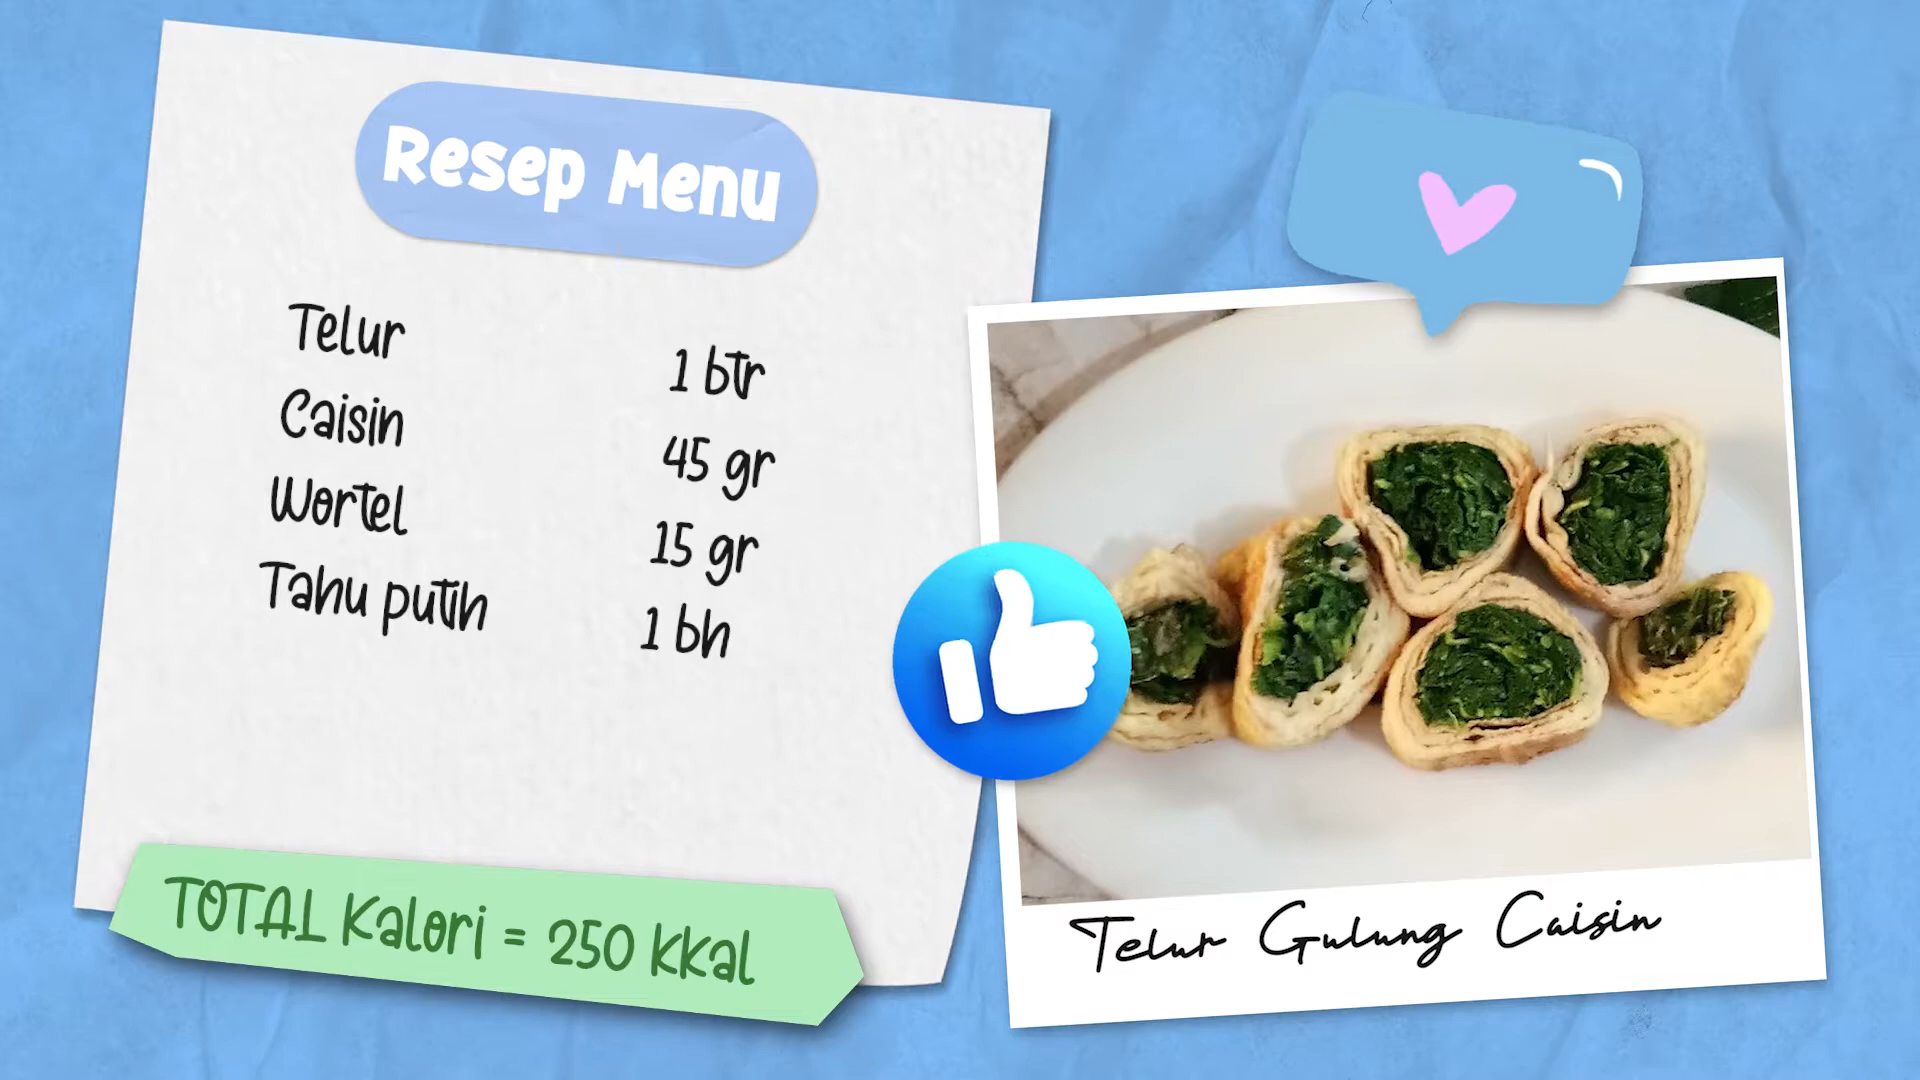 Resep Menu
Telur 1 btr
Caisin 45 gr
Wortel 15 gr
Tahu putih 1 bh
TOTAL Kalori = 250 KKal
Telur Gulung Caisin